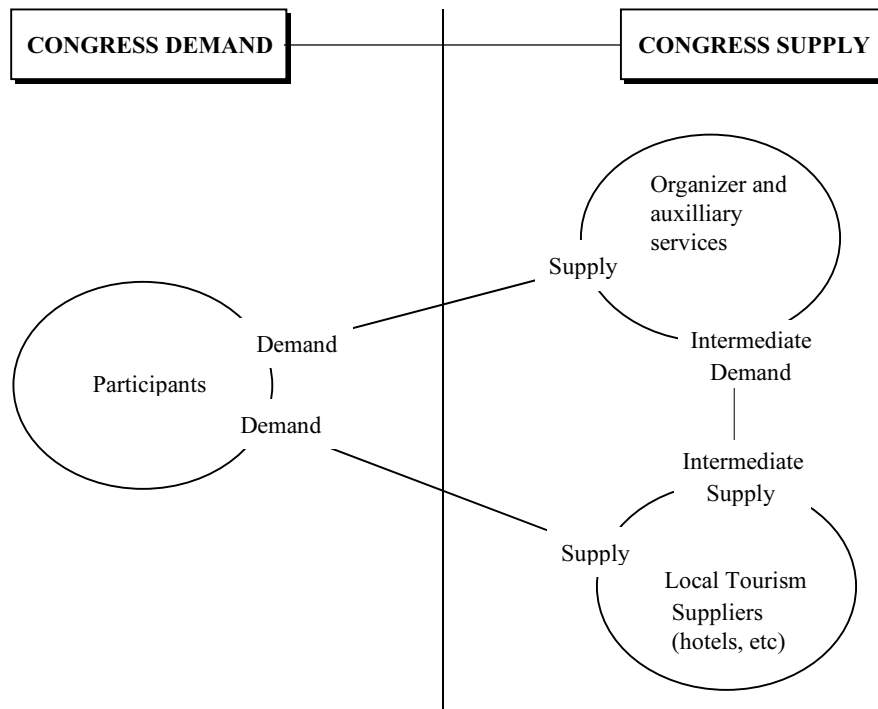 CONGRESS DEMAND
CONGRESS SUPPLY
Organizer and
auxilliary
services
Supply
Intermediate
Demand
Demand
Participants
Demand
Intermediate
Supply
Supply
Local Tourism
Suppliers
(hotels, etc)